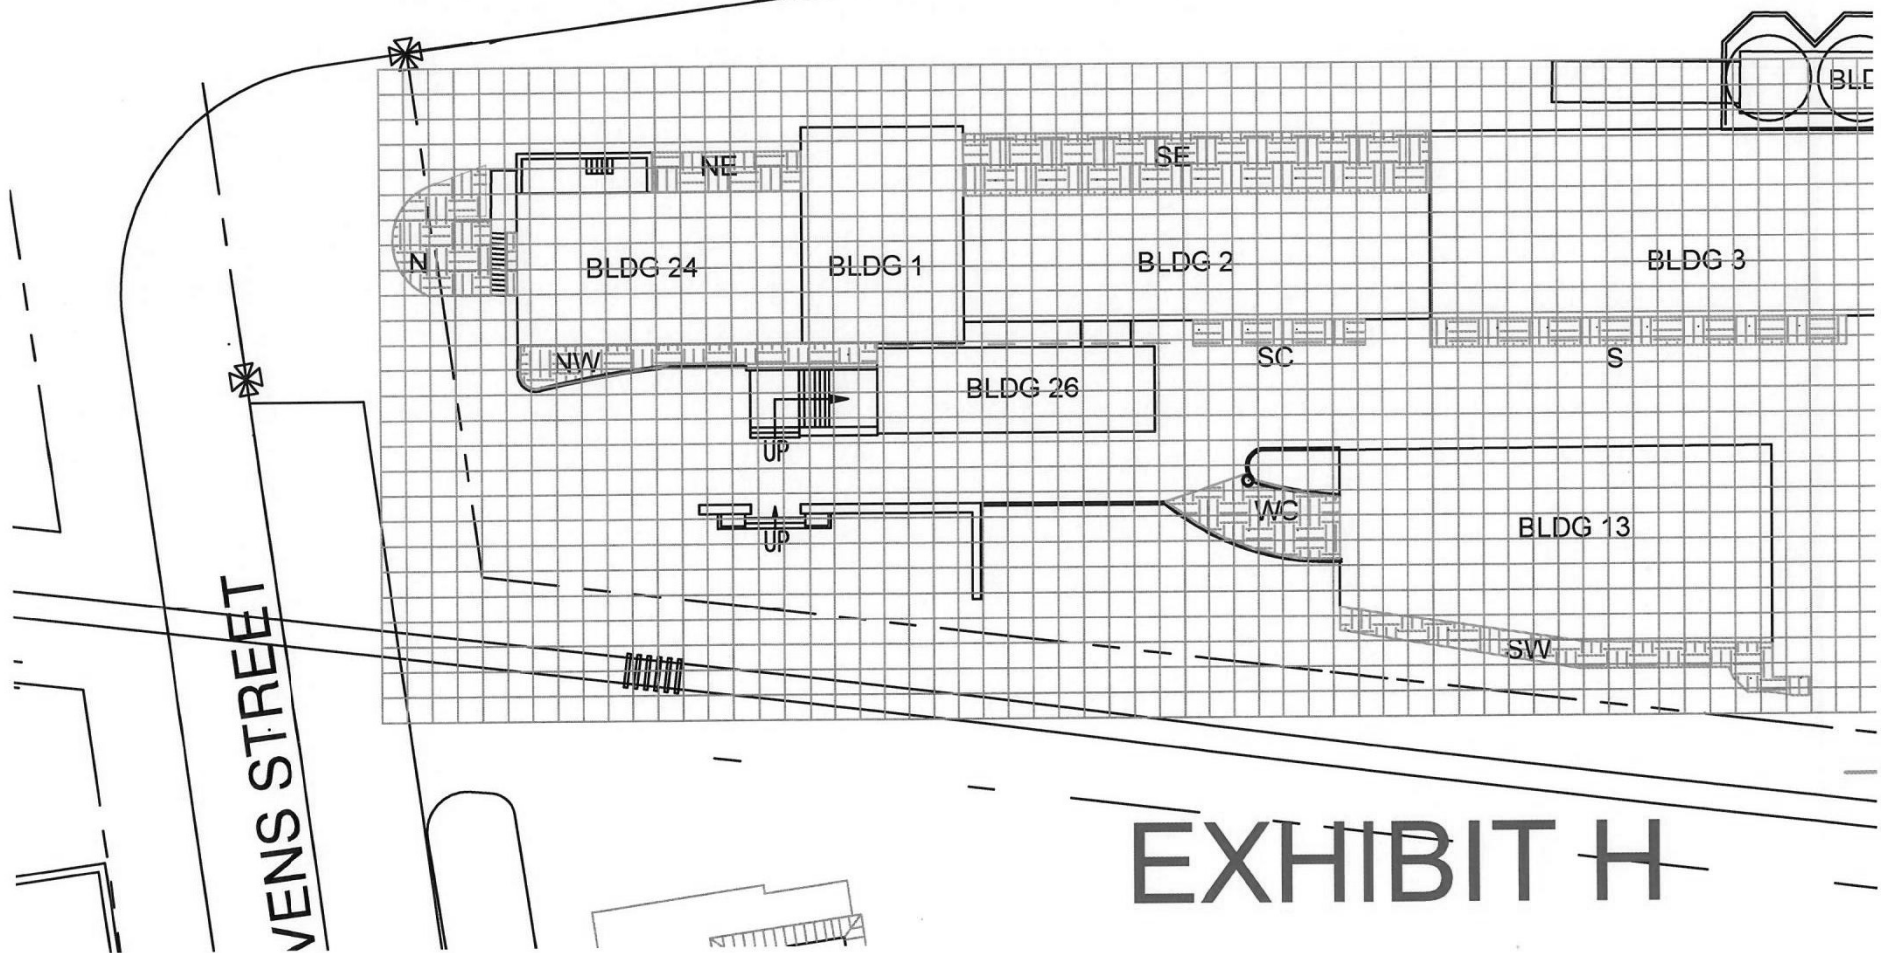 BLD
NE
SE
N
BLDG 24
BLDG 1
BLDG 2
BLDG 3
NW
SC
S
BLDG 26
UP
WC
UP
BLDG 13
SW
VENS STREET
EXHIBIT H